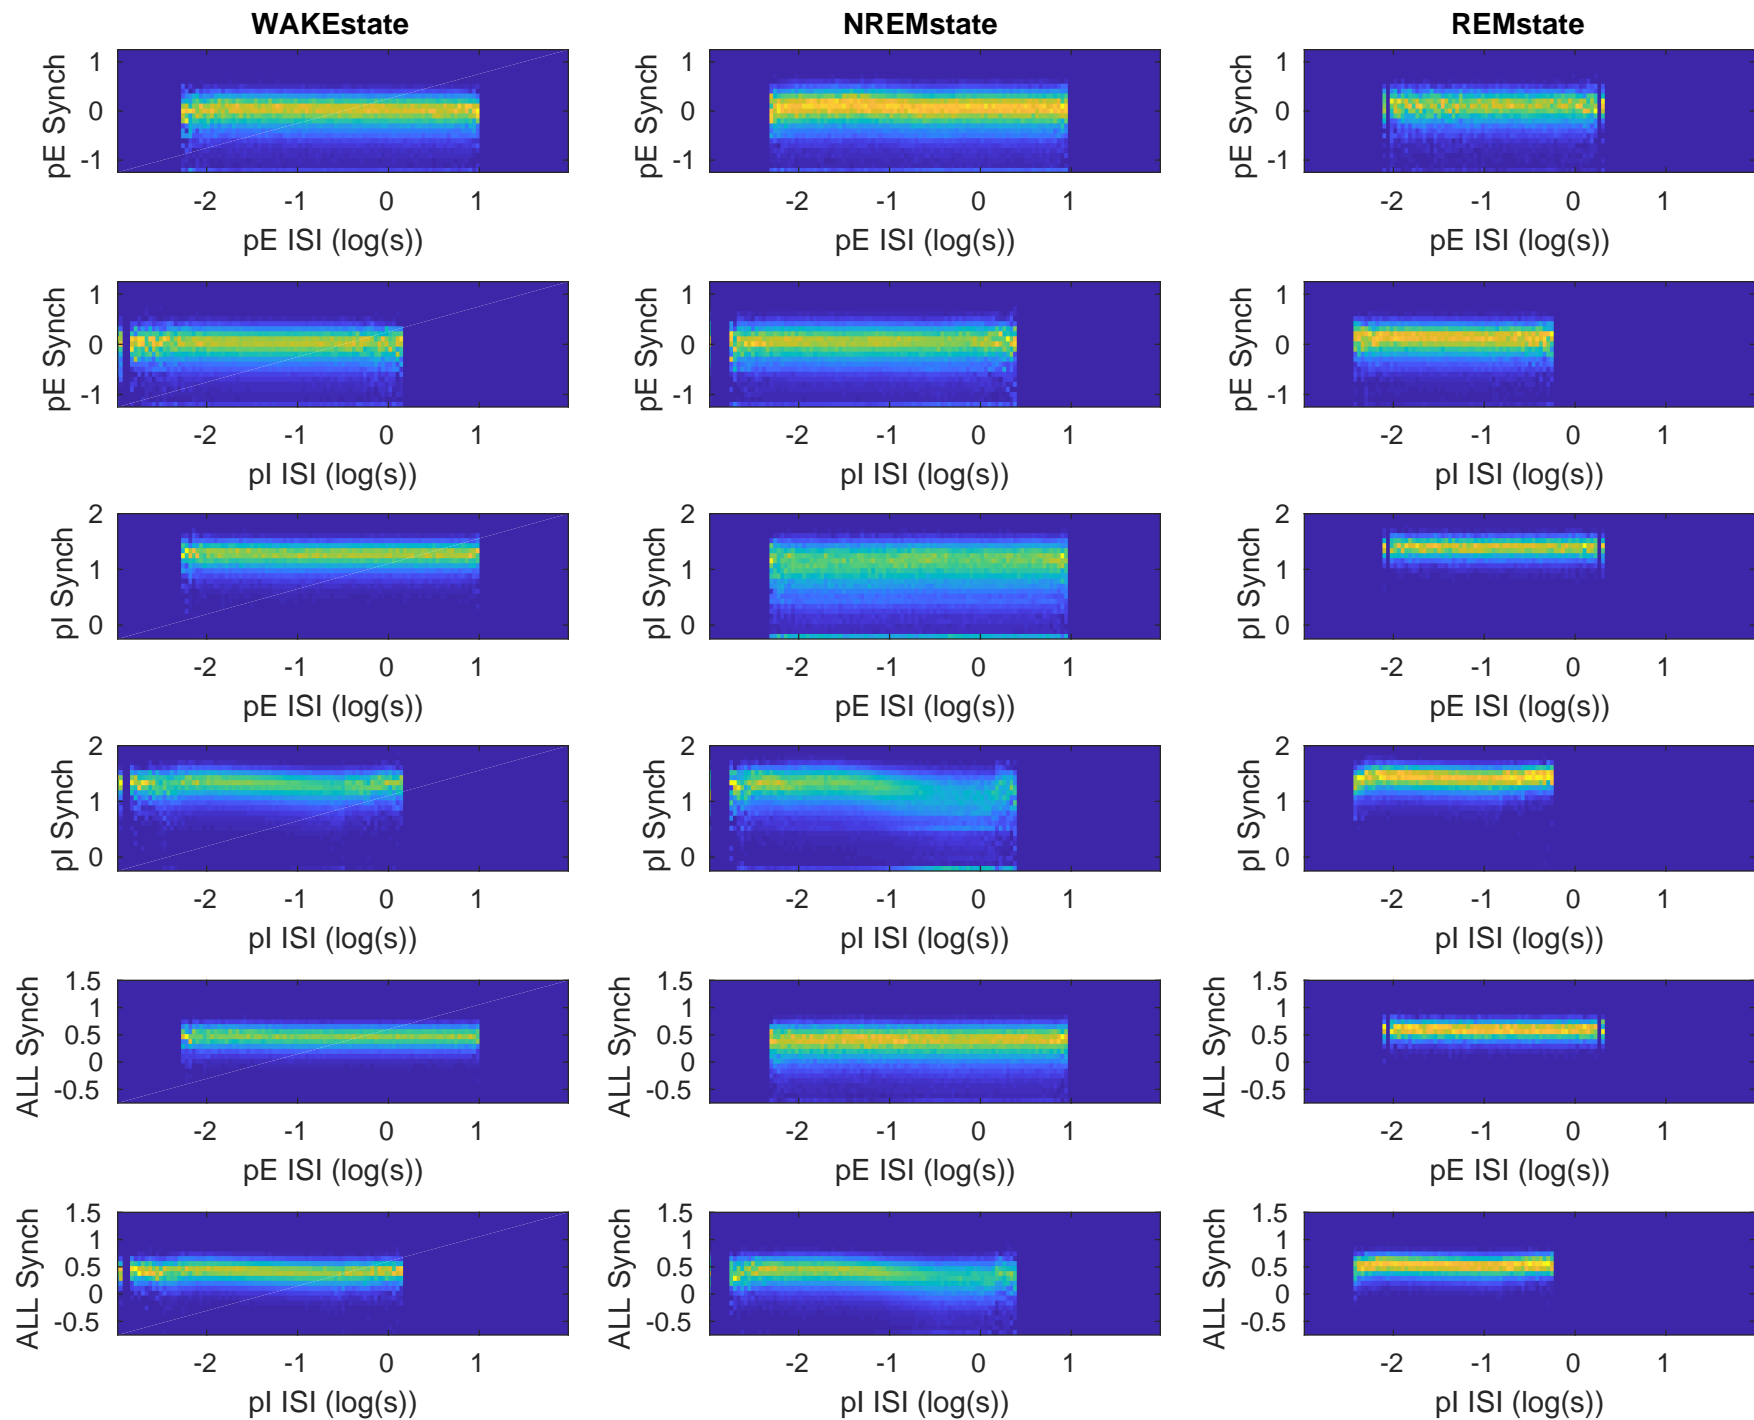 WAKEstate NREMstate REMstate
1 1 1
pE Synch pE Synch pE Synch
0 0 0
-1 -1 -1
-2 -1 0 1 -2 -1 0 1 -2 -1 0 1
pE ISI (log(s)) pE ISI (log(s)) pE ISI (log(s))
1 1 1
pE Synch pE Synch pE Synch
0 0 0
-1 -1 -1
-2 -1 0 1 -2 -1 0 1 -2 -1 0 1
pI ISI (log(s)) pI ISI (log(s)) pI ISI (log(s))
2 2 2
pI Synch pI Synch pI Synch
1 1 1
0 0 0
-2 -1 0 1 -2 -1 0 1 -2 -1 0 1
pE ISI (log(s)) pE ISI (log(s)) pE ISI (log(s))
2 2 2
pI Synch pI Synch pI Synch
1 1 1
0 0 0
-2 -1 0 1 -2 -1 0 1 -2 -1 0 1
pI ISI (log(s)) pI ISI (log(s)) pI ISI (log(s))
1.5 1.5 1.5
ALL Synch ALL Synch ALL Synch
1 1 1
0.5 0.5 0.5
0 0 0
-0.5 -0.5 -0.5
-2 -1 0 1 -2 -1 0 1 -2 -1 0 1
pE ISI (log(s)) pE ISI (log(s)) pE ISI (log(s))
1.5 1.5 1.5
ALL Synch ALL Synch ALL Synch
1 1 1
0.5 0.5 0.5
0 0 0
-0.5 -0.5 -0.5
-2 -1 0 1 -2 -1 0 1 -2 -1 0 1
pI ISI (log(s)) pI ISI (log(s)) pI ISI (log(s))